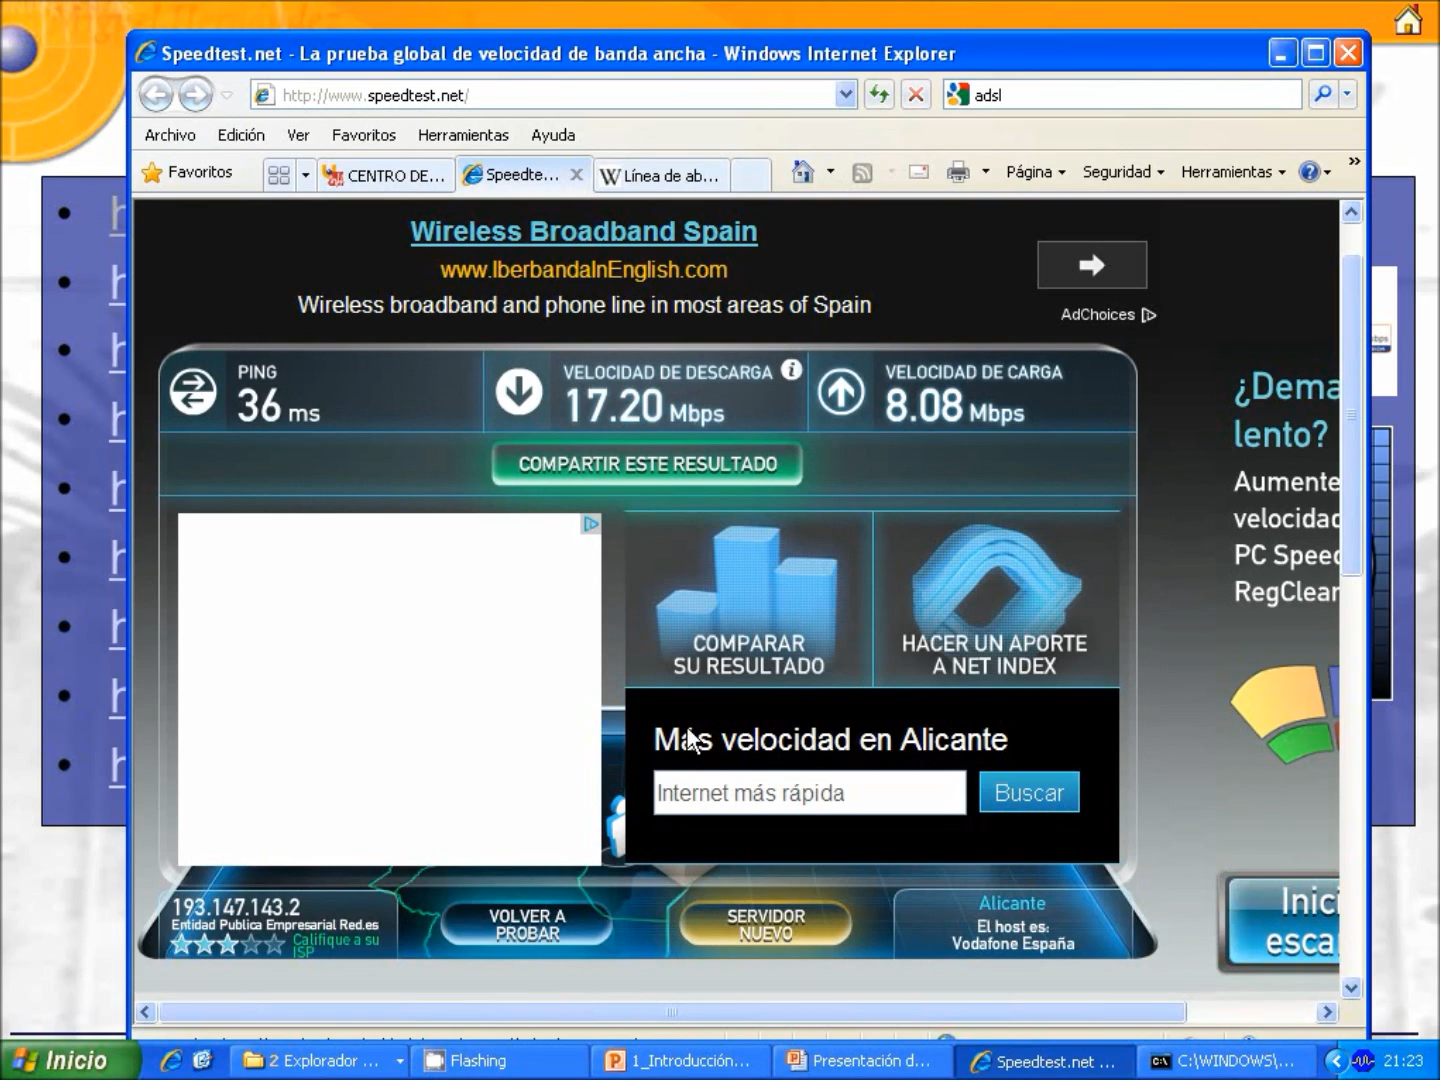 Speedtest.net - La prueba global de velocidad de banda ancha - Windows Internet Explorer
http://www.speedtest.net/
adsl
Archivo Edición Ver Favoritos Herramientas Ayuda
Favoritos
CENTRO DE...
Speedte...
Línea de ab...
Página
Seguridad
Herramientas
Wireless Broadband Spain
www.IberbandaInEnglish.com
Wireless broadband and phone line in most areas of Spain
AdChoices
PING
36 ms
VELOCIDAD DE DESCARGA
17.20 Mbps
VELOCIDAD DE CARGA
8.08 Mbps
COMPARTIR ESTE RESULTADO
¿Dema
lento?
Aumente
velocidad
PC Speed
RegClear
COMPARAR
SU RESULTADO
HACER UN APORTE
A NET INDEX
Más velocidad en Alicante
Internet más rápida
Buscar
193.147.143.2
Entidad Publica Empresarial Red.es
Califique a su
ISP
VOLVER A
PROBAR
SERVIDOR
NUEVO
Alicante
El host es:
Vodafone España
Inici
escar
Inicio
2 Explorador ...
Flashing
1_Introducción...
Presentación d...
Speedtest.net ...
C:\WINDOWS\...
21:23